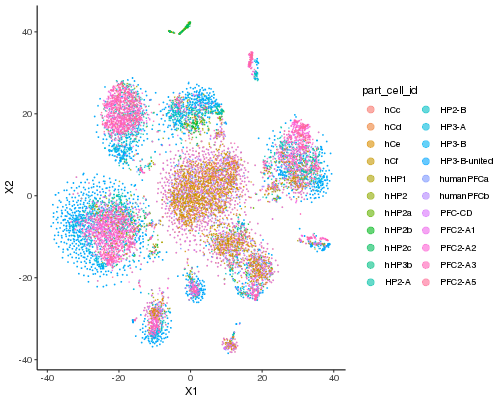 40
20
0
-20
-40
X2
-40
-20
0
20
40
X1
part_cell_id
hCc
hCd
hCe
hCf
hHP1
hHP2
hHP2a
hHP2b
hHP2c
hHP3b
HP2-A
HP2-B
HP3-A
HP3-B
HP3-B-united
humanPFCa
humanPFCb
PFC-CD
PFC2-A1
PFC2-A2
PFC2-A3
PFC2-A5